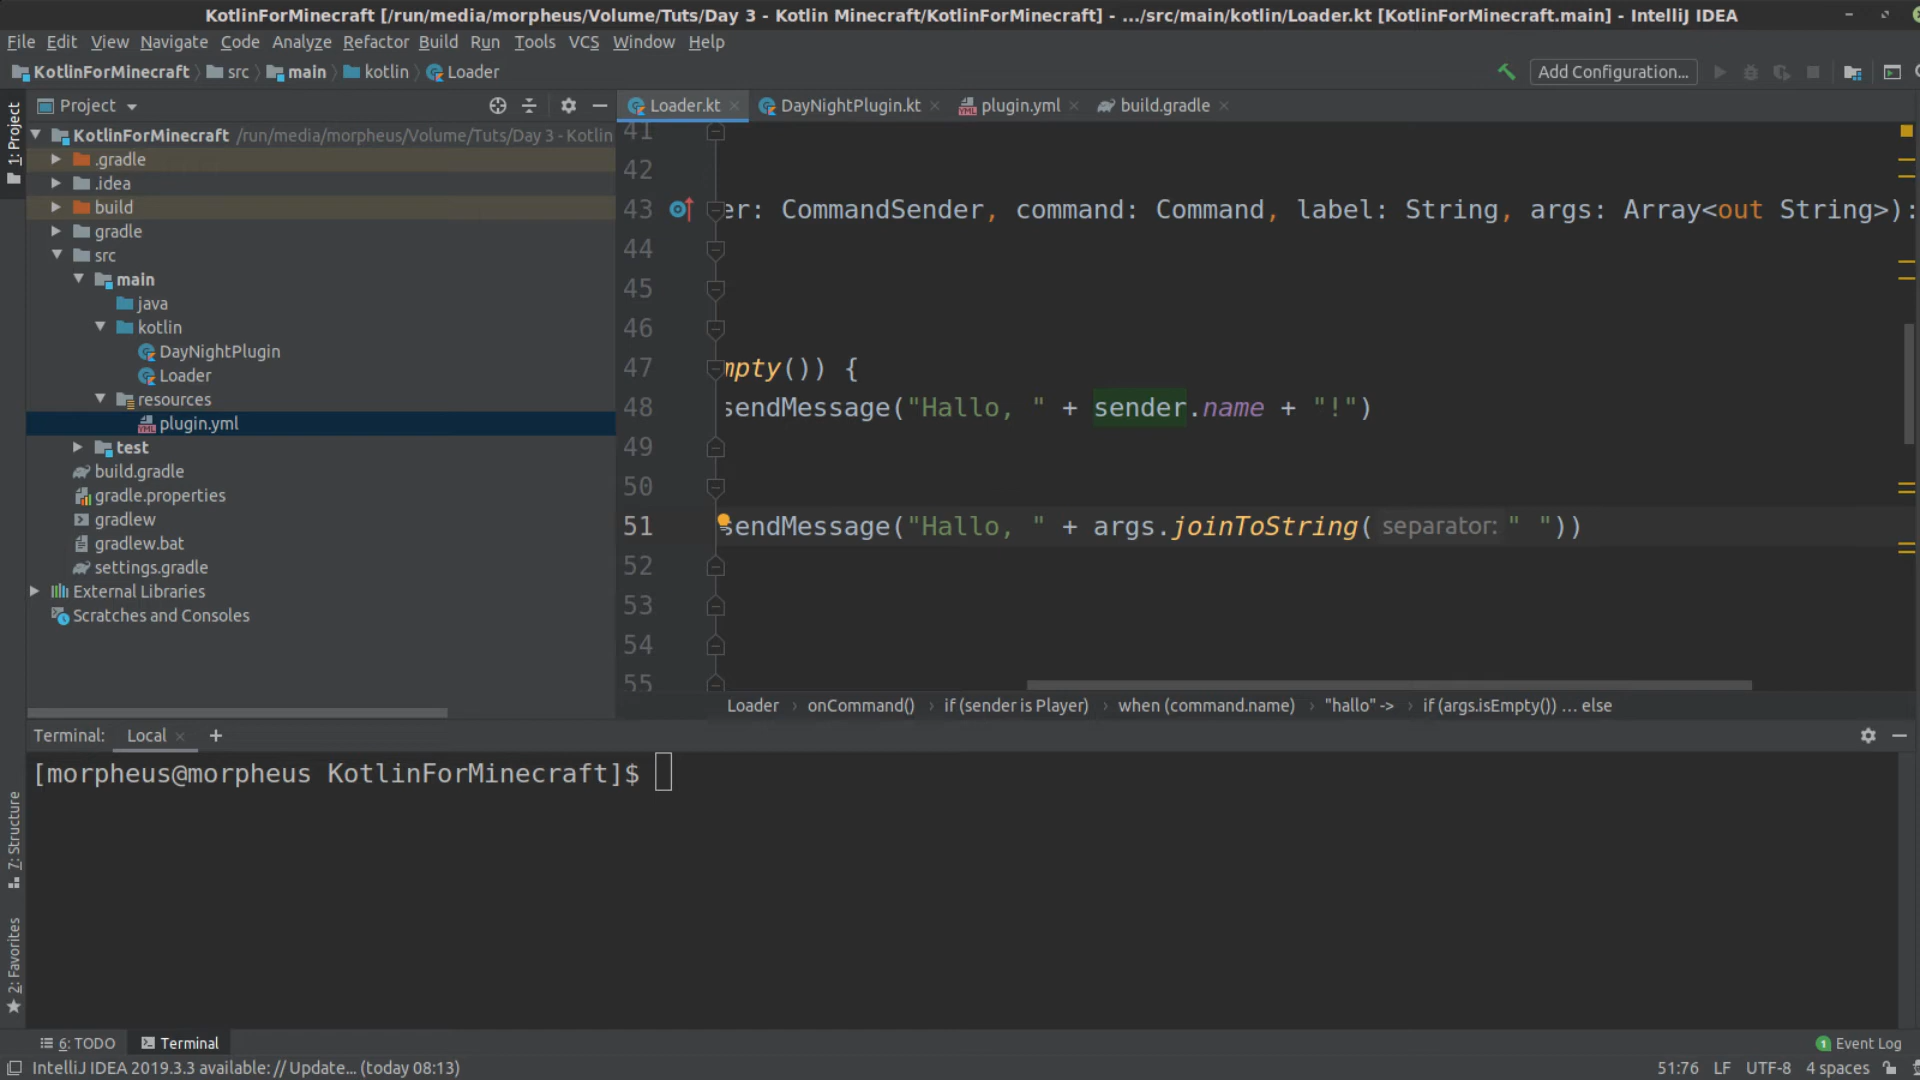 KotlinForMinecraft [/run/media/morpheus/Volume/Tuts/Day 3 - Kotlin Minecraft/KotlinForMinecraft] - .../src/main/kotlin/Loader.kt [KotlinForMinecraft.main] - IntelliJ IDEA
File Edit View Navigate Code Analyze Refactor Build Run Tools VCS Window Help
KotlinForMinecraft src main kotlin Loader
Add Configuration...
1: Project
Project
Loader.kt DayNightPlugin.kt plugin.yml build.gradle
KotlinForMinecraft /run/media/morpheus/Volume/Tuts/Day 3 - Kotlin
.gradle
.idea
build
gradle
src
main
java
kotlin
DayNightPlugin
Loader
resources
plugin.yml
test
build.gradle
gradle.properties
gradlew
gradlew.bat
settings.gradle
External Libraries
Scratches and Consoles
41
42
43 er: CommandSender, command: Command, label: String, args: Array<out String>):
44
45
46
47 mpty()) {
48 sendMessage("Hallo, " + sender.name + "!")
49
50
51 sendMessage("Hallo, " + args.joinToString( separator: " "))
52
53
54
55
Loader › onCommand() › if (sender is Player) › when (command.name) › "hallo" -> › if (args.isEmpty()) ... else
Terminal: Local +
[morpheus@morpheus KotlinForMinecraft]$
7: Structure
2: Favorites
6: TODO Terminal
1 Event Log
IntelliJ IDEA 2019.3.3 available: // Update... (today 08:13)
51:76 LF UTF-8 4 spaces